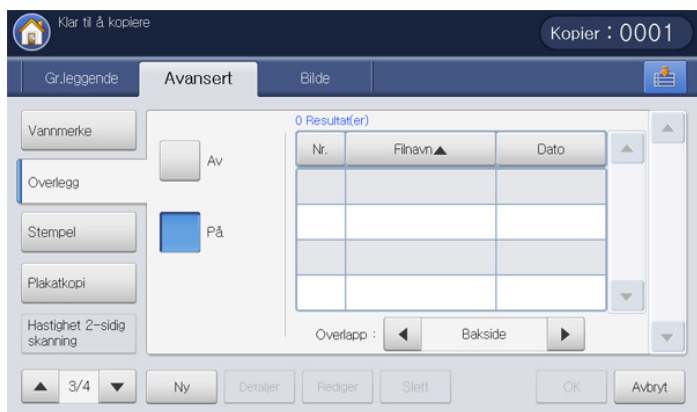 Klar til å kopiere
Kopier : 0001
Gr.leggende
Avansert
Bilde
Vannmerke
Overlegg
Stempel
Plakatkopi
Hastighet 2-sidig
skanning
3/4
Av
På
0 Resultat(er)
Nr.
Filnavn▲
Dato
Overlapp :
Bakside
Ny
Detaljer
Rediger
Slett
OK
Avbryt